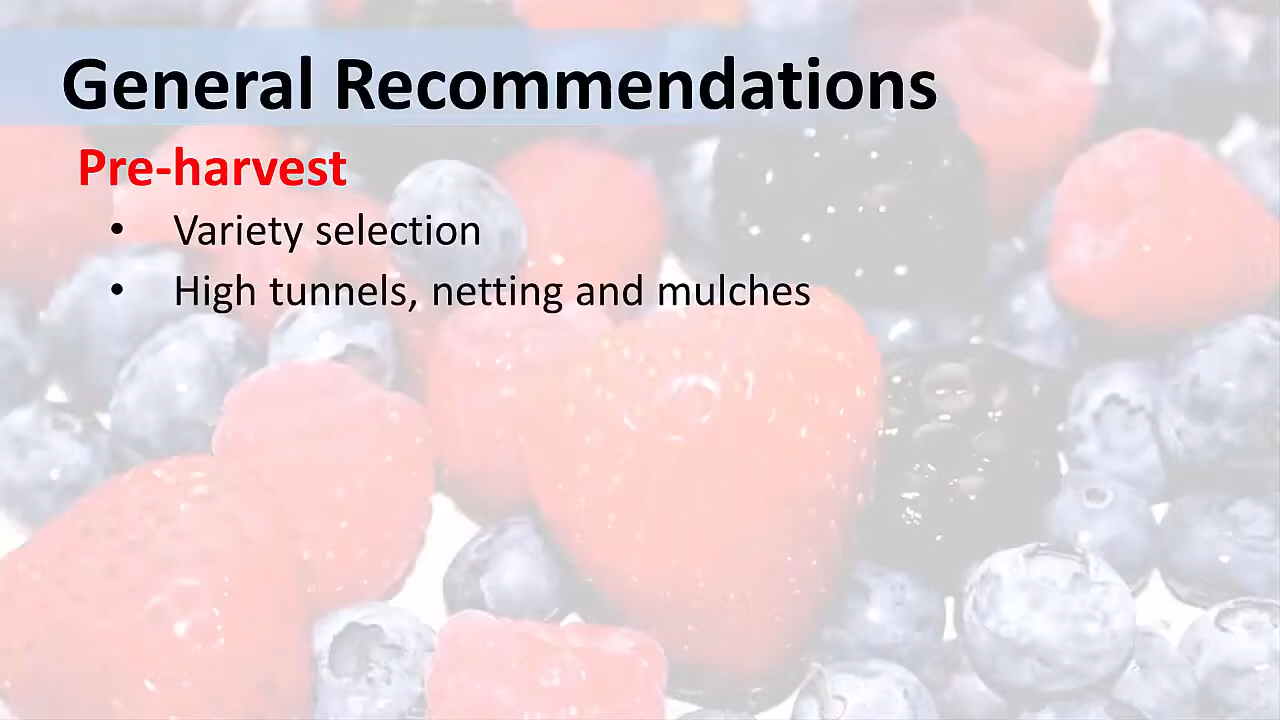 General Recommendations
Pre-harvest
• Variety selection
• High tunnels, netting and mulches